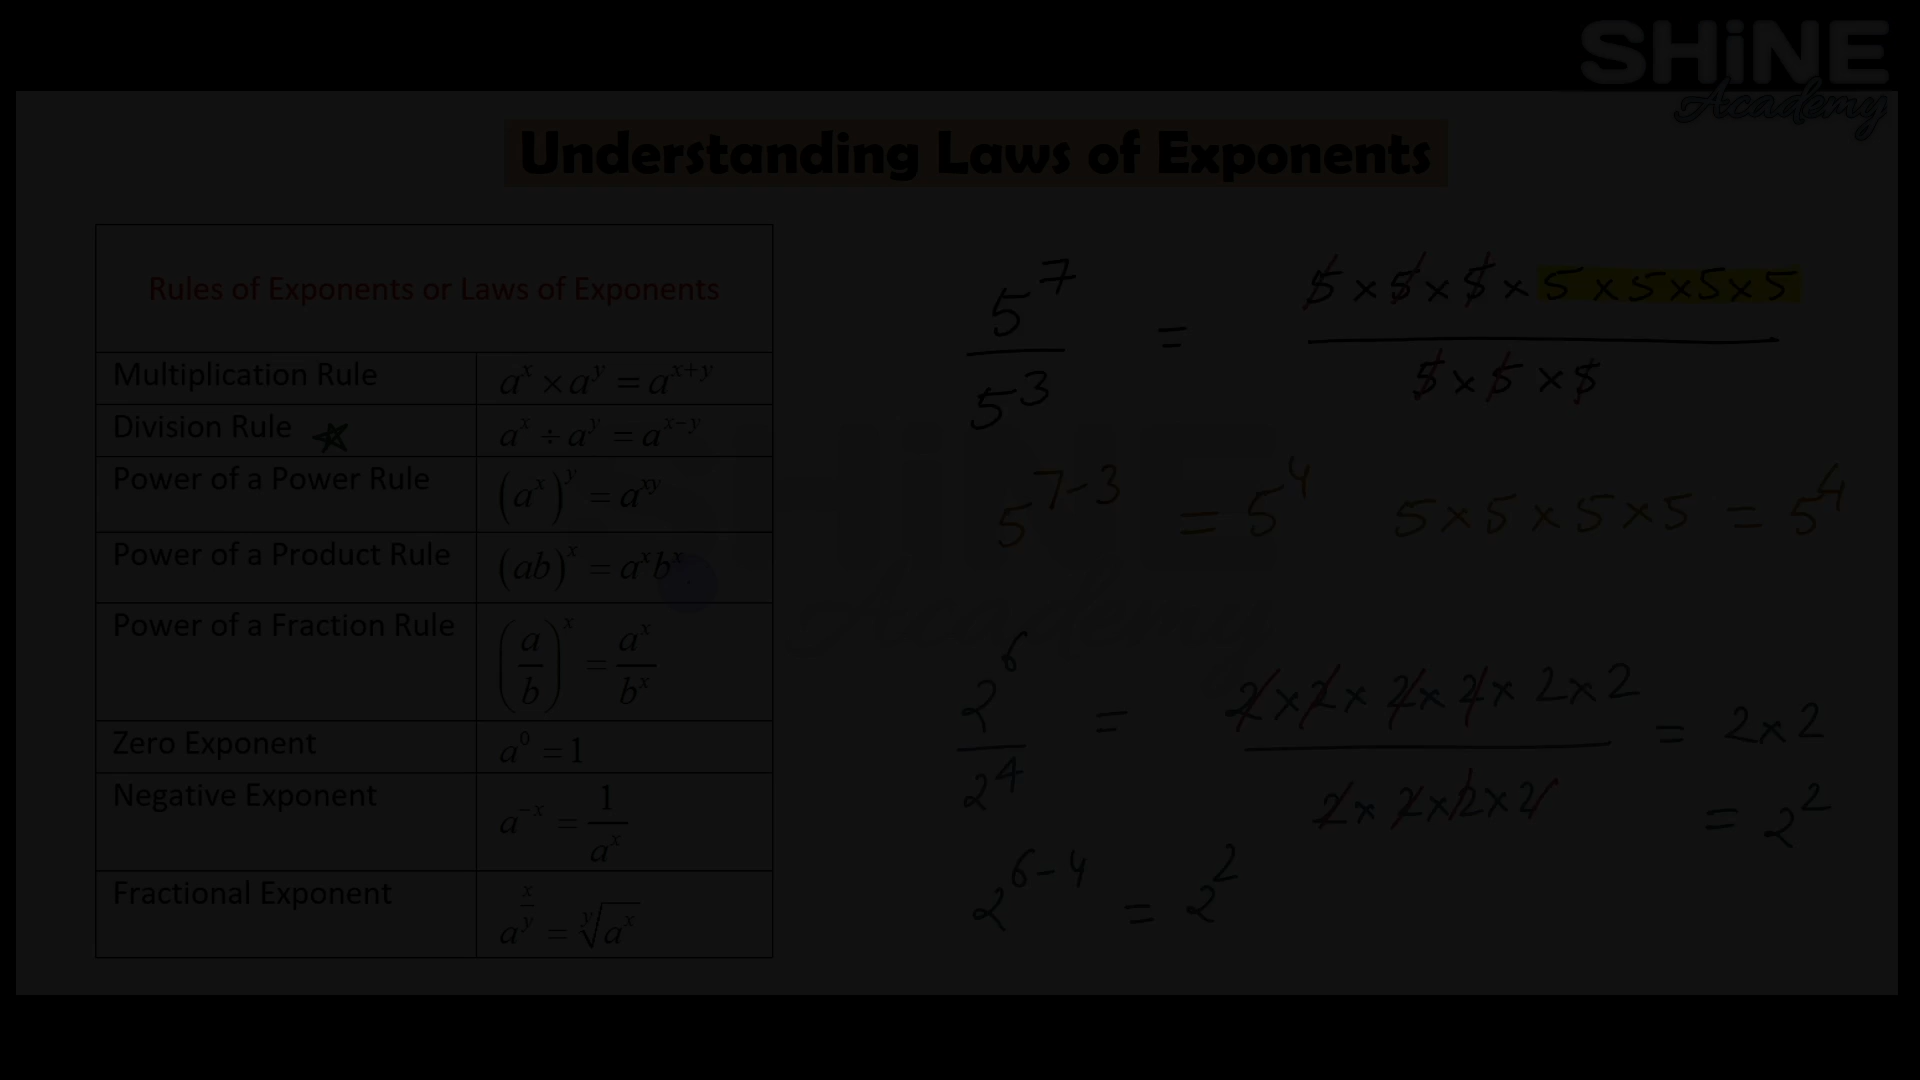 SHiNE
Academy
Understanding Laws of Exponents
Rules of Exponents or Laws of Exponents
Multiplication Rule a^x × a^y = a^(x+y)
Division Rule ☆ a^x ÷ a^y = a^(x−y)
Power of a Power Rule (a^x)^y = a^(xy)
Power of a Product Rule (ab)^x = a^x b^x
Power of a Fraction Rule (a/b)^x = a^x/b^x
Zero Exponent a^0 = 1
Negative Exponent a^(−x) = 1/a^x
Fractional Exponent a^(x/y) = ʸ√(a^x)
5^7/5^3 = (5×5×5×5×5×5×5)/(5×5×5)
5^(7−3) = 5^4 5×5×5×5 = 5^4
2^6/2^4 = (2×2×2×2×2×2)/(2×2×2×2) = 2×2
= 2^2
2^(6−4) = 2^2
SHiNE
Academy